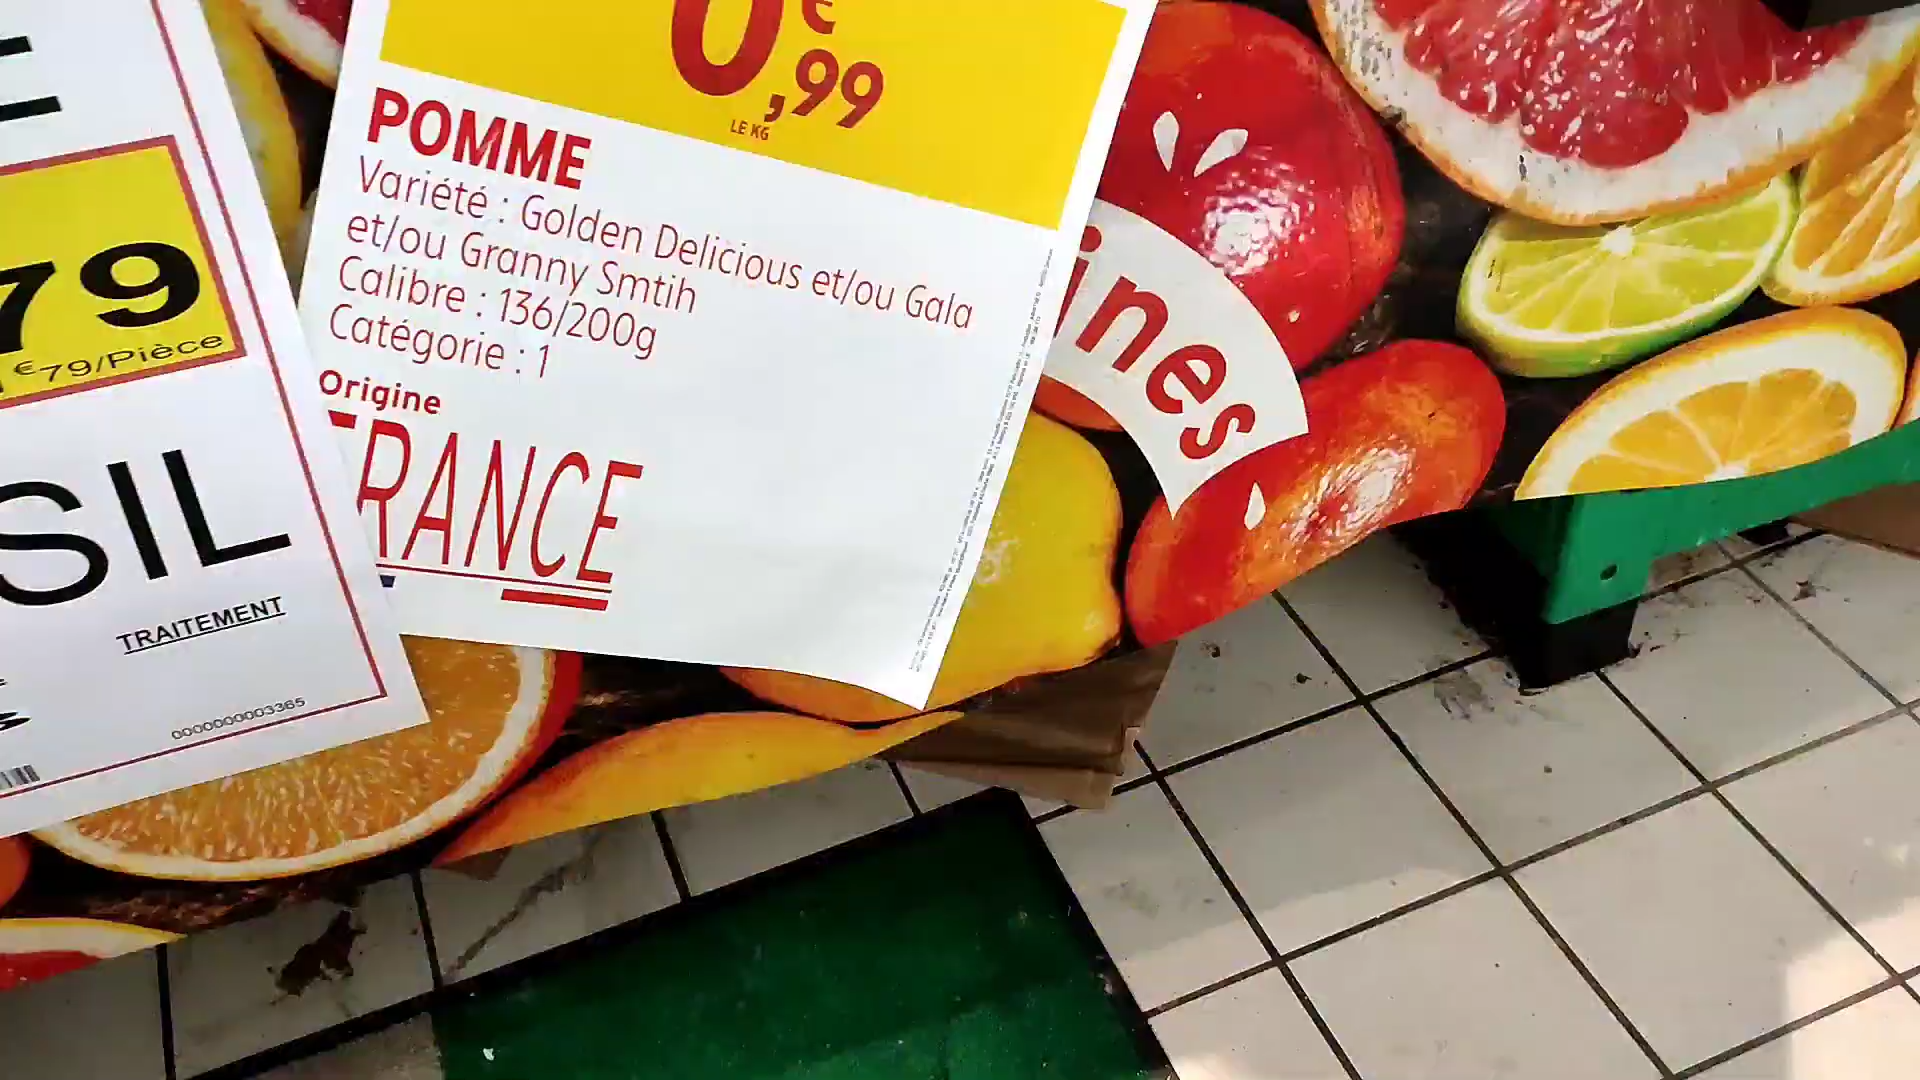 79
€79/Pièce
SIL
TRAITEMENT
0000000003365
0€,99
LE KG
POMME
Variété : Golden Delicious et/ou Gala
et/ou Granny Smtih
Calibre : 136/200g
Catégorie : 1
Origine
FRANCE
ines